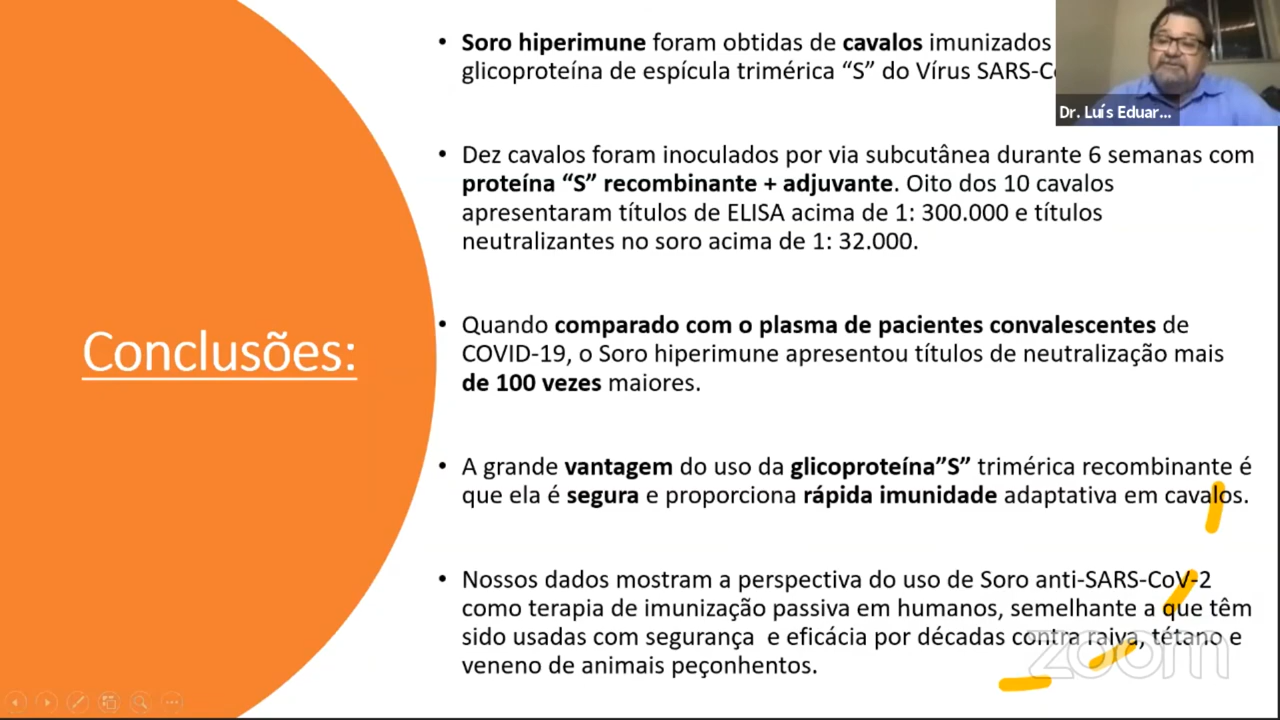 Conclusões:
• Soro hiperimune foram obtidas de cavalos imunizados
glicoproteína de espícula trimérica “S” do Vírus SARS-C
Dr. Luís Eduar...
• Dez cavalos foram inoculados por via subcutânea durante 6 semanas com
proteína “S” recombinante + adjuvante. Oito dos 10 cavalos
apresentaram títulos de ELISA acima de 1: 300.000 e títulos
neutralizantes no soro acima de 1: 32.000.
• Quando comparado com o plasma de pacientes convalescentes de
COVID-19, o Soro hiperimune apresentou títulos de neutralização mais
de 100 vezes maiores.
• A grande vantagem do uso da glicoproteína”S” trimérica recombinante é
que ela é segura e proporciona rápida imunidade adaptativa em cavalos.
• Nossos dados mostram a perspectiva do uso de Soro anti-SARS-CoV-2
como terapia de imunização passiva em humanos, semelhante a que têm
sido usadas com segurança e eficácia por décadas contra raiva, tétano e
veneno de animais peçonhentos.
zoom